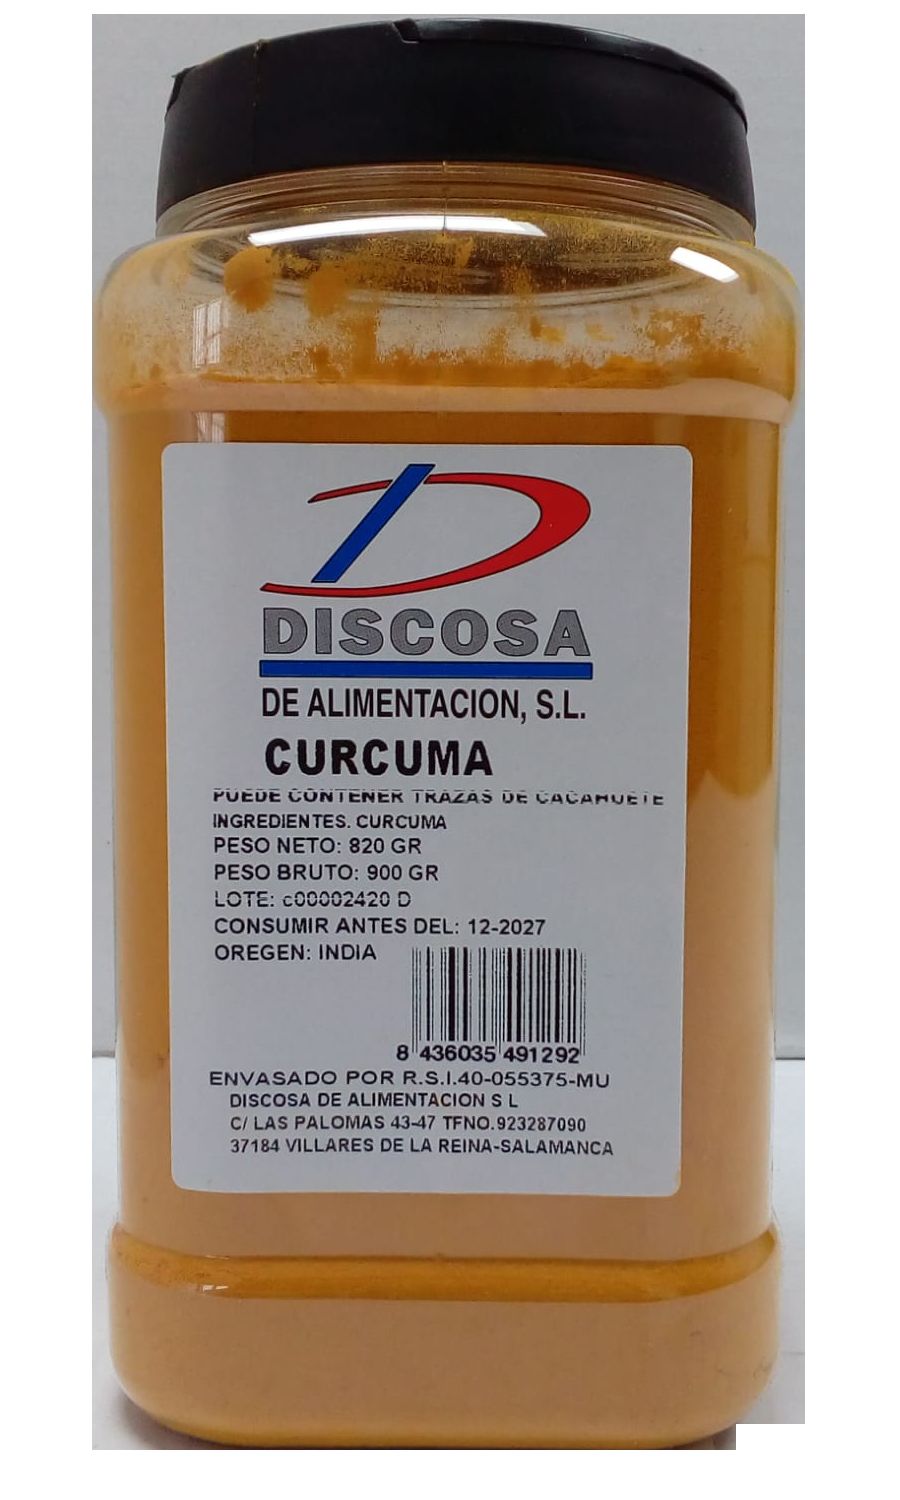 DISCOSA
DE ALIMENTACION, S.L.
CURCUMA
PUEDE CONTENER TRAZAS DE CACAHUETE
INGREDIENTES. CURCUMA
PESO NETO: 820 GR
PESO BRUTO: 900 GR
LOTE: c00002420 D
CONSUMIR ANTES DEL: 12-2027
OREGEN: INDIA
8 436035 491292
ENVASADO POR R.S.I.40-055375-MU
DISCOSA DE ALIMENTACION S L
C/ LAS PALOMAS 43-47 TFNO.923287090
37184 VILLARES DE LA REINA-SALAMANCA